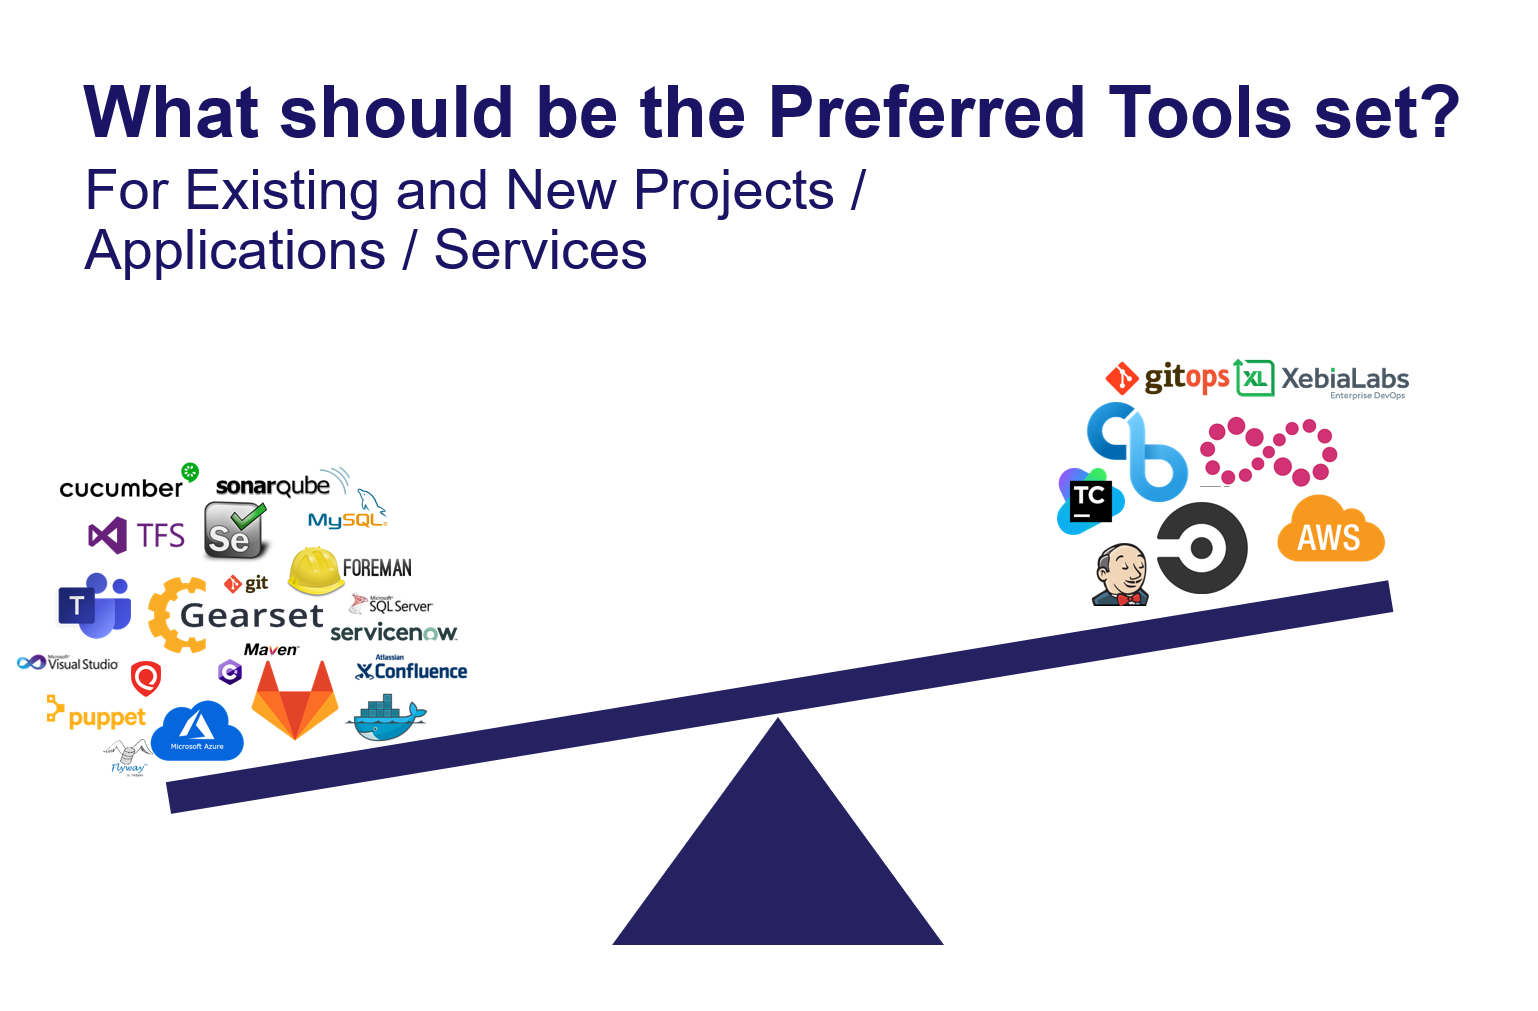 What should be the Preferred Tools set?
For Existing and New Projects /
Applications / Services
cucumber
sonarqube
MySQL
TFS
Se
FOREMAN
T
git
Gearset
Microsoft SQL Server
servicenow
Maven
Microsoft Visual Studio
C#
Atlassian Confluence
puppet
Microsoft Azure
Flyway
gitops
XL
XebiaLabs
Enterprise DevOps
TC
AWS